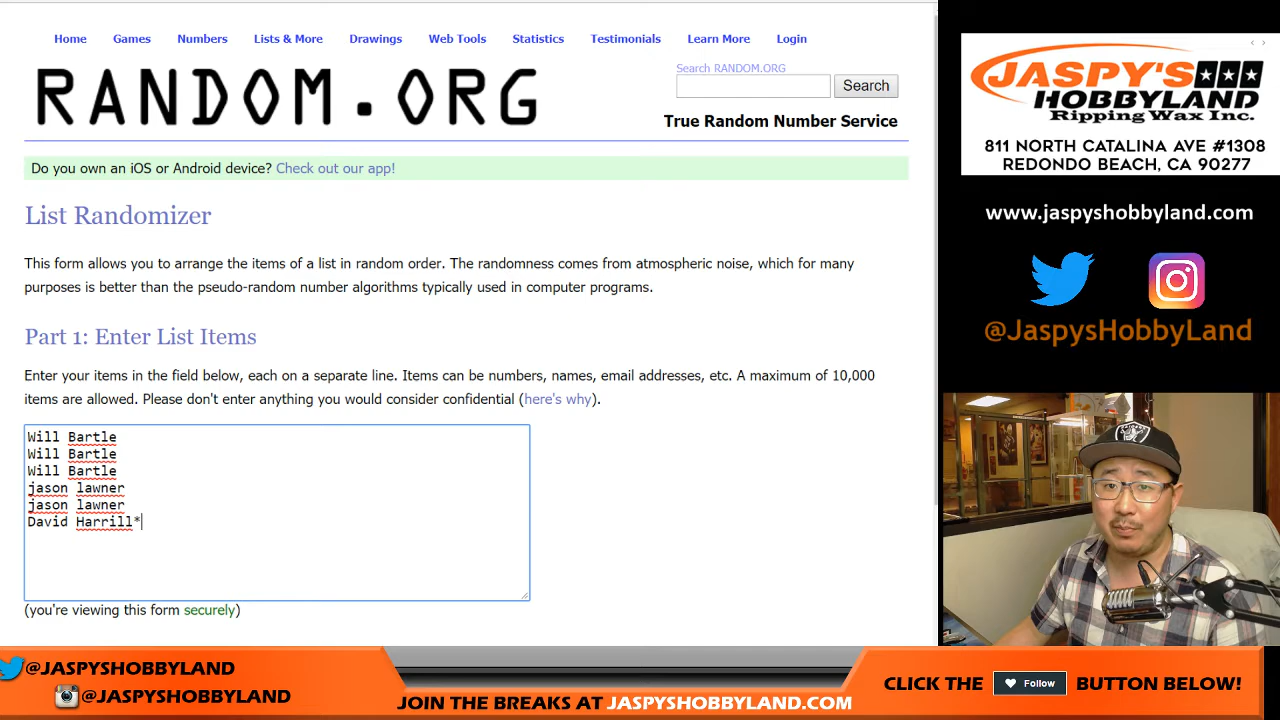 Home Games Numbers Lists & More Drawings Web Tools Statistics Testimonials Learn More Login
RANDOM.ORG
Search RANDOM.ORG
Search
True Random Number Service
Do you own an iOS or Android device? Check out our app!
List Randomizer
This form allows you to arrange the items of a list in random order. The randomness comes from atmospheric noise, which for many
purposes is better than the pseudo-random number algorithms typically used in computer programs.
Part 1: Enter List Items
Enter your items in the field below, each on a separate line. Items can be numbers, names, email addresses, etc. A maximum of 10,000
items are allowed. Please don't enter anything you would consider confidential (here's why).
Will Bartle
Will Bartle
Will Bartle
jason lawner
jason lawner
David Harrill*
(you're viewing this form securely)
JASPY'S
HOBBYLAND
Ripping Wax Inc.
811 NORTH CATALINA AVE #1308
REDONDO BEACH, CA 90277
www.jaspyshobbyland.com
@JaspysHobbyLand
RAIDERS
@JASPYSHOBBYLAND
@JASPYSHOBBYLAND
JOIN THE BREAKS AT JASPYSHOBBYLAND.COM
CLICK THE Follow BUTTON BELOW!